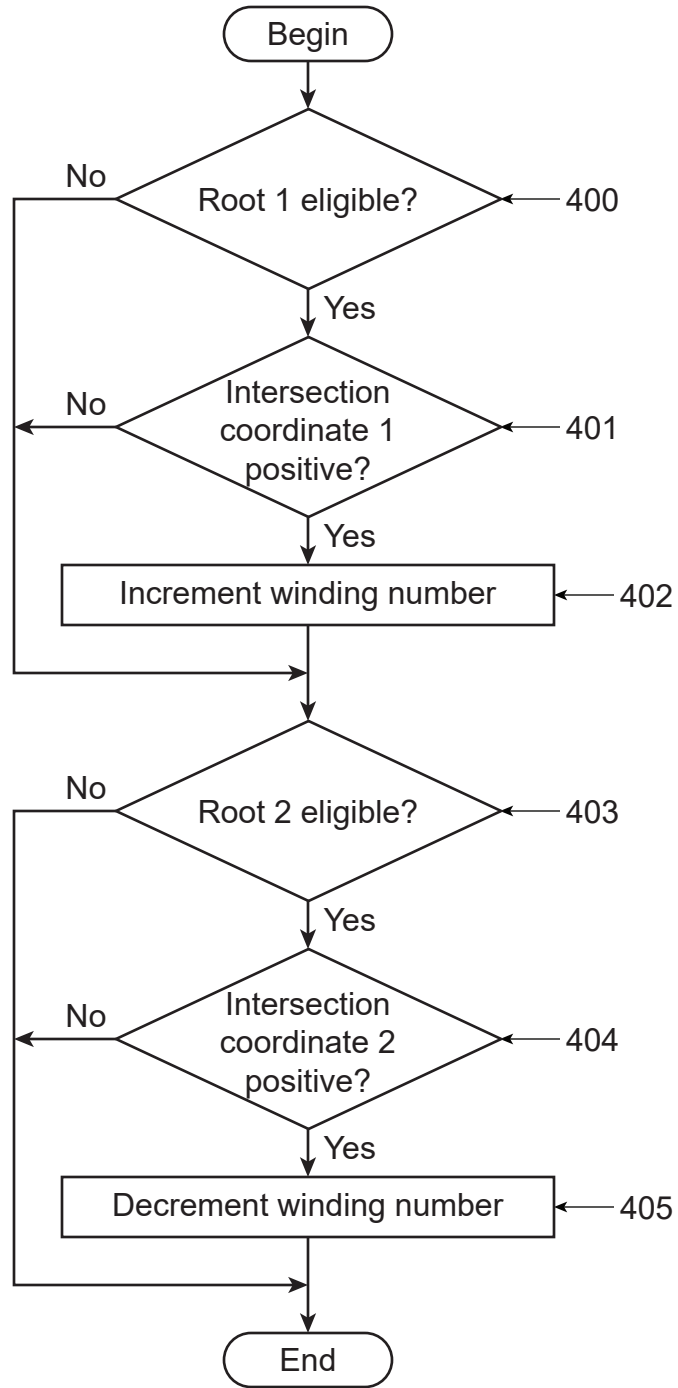 Begin
No
Root 1 eligible?
400
Yes
No
Intersection
coordinate 1
positive?
401
Yes
Increment winding number
402
No
Root 2 eligible?
403
Yes
No
Intersection
coordinate 2
positive?
404
Yes
Decrement winding number
405
End